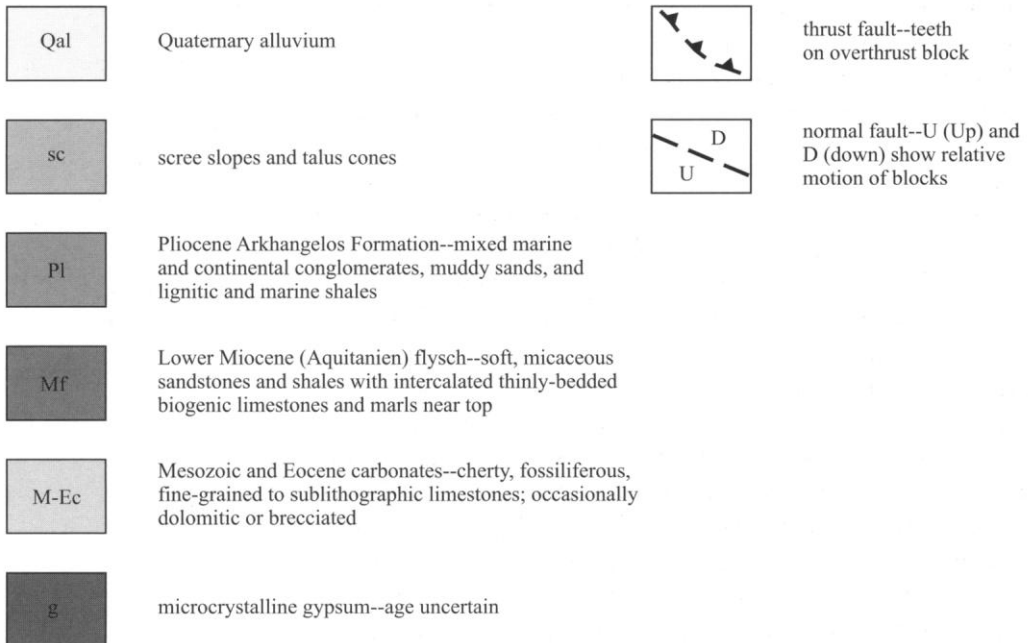 Qal
Quaternary alluvium
sc
scree slopes and talus cones
Pl
Pliocene Arkhangelos Formation--mixed marine
and continental conglomerates, muddy sands, and
lignitic and marine shales
Mf
Lower Miocene (Aquitanien) flysch--soft, micaceous
sandstones and shales with intercalated thinly-bedded
biogenic limestones and marls near top
M-Ec
Mesozoic and Eocene carbonates--cherty, fossiliferous,
fine-grained to sublithographic limestones; occasionally
dolomitic or brecciated
g
microcrystalline gypsum--age uncertain
thrust fault--teeth
on overthrust block
D
U
normal fault--U (Up) and
D (down) show relative
motion of blocks